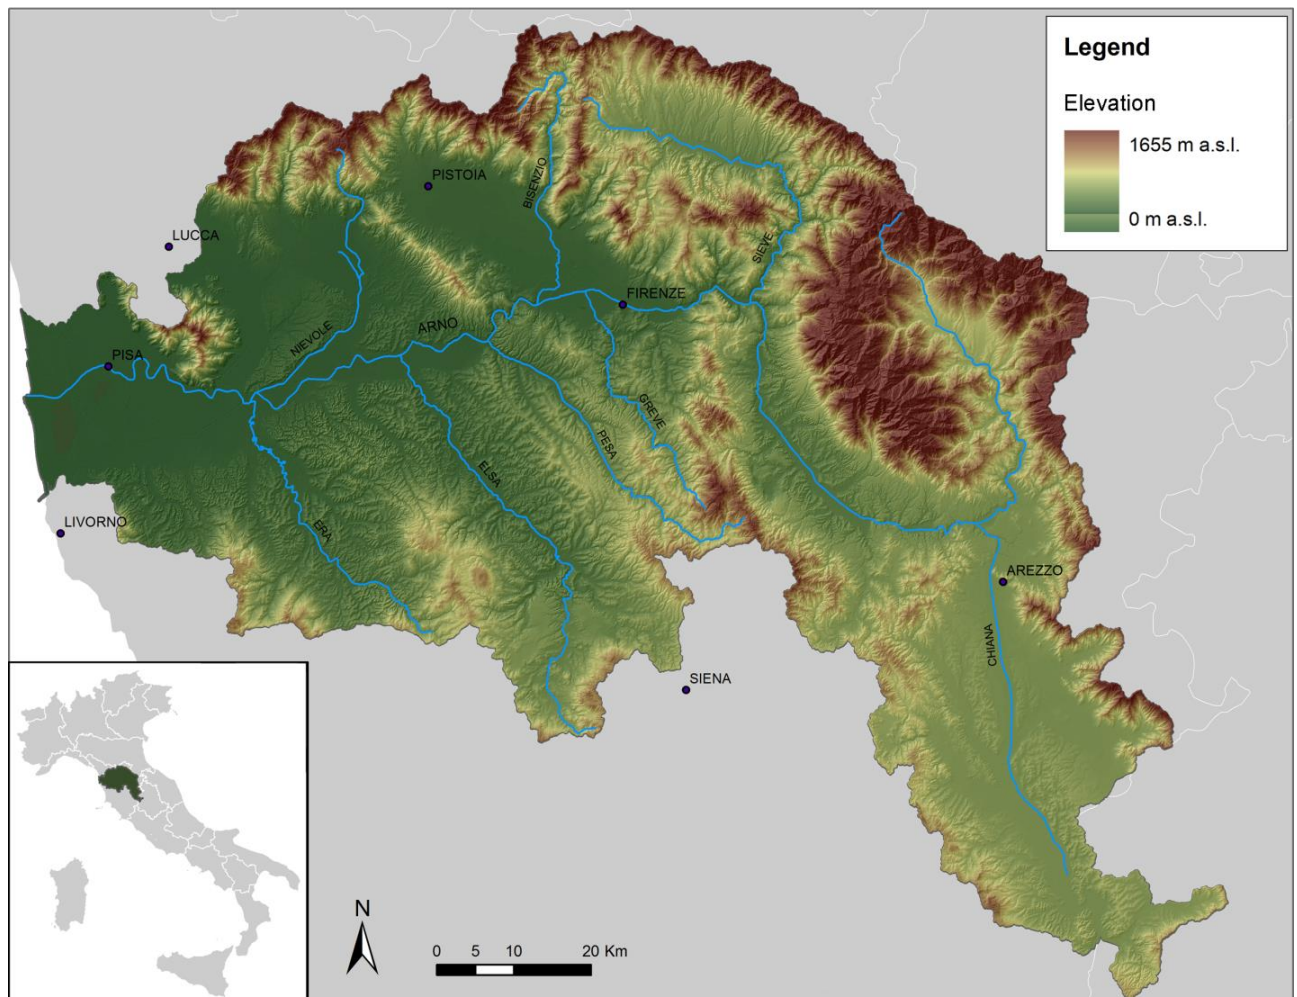 Legend
Elevation
1655 m a.s.l.
0 m a.s.l.
PISTOIA
BISENZIO
LUCCA
SIEVE
FIRENZE
NIEVOLE
ARNO
PISA
GREVE
PESA
ELSA
ERA
LIVORNO
AREZZO
CHIANA
SIENA
N
0 5 10 20 Km